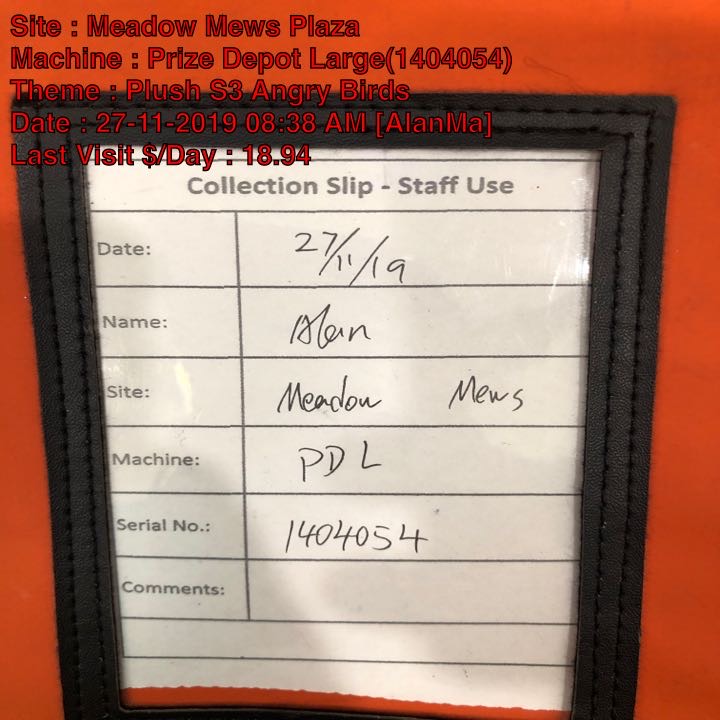 Site : Meadow Mews Plaza
Machine : Prize Depot Large(1404054)
Theme : Plush S3 Angry Birds
Date : 27-11-2019 08:38 AM [AlanMa]
Last Visit $/Day : 18.94
Collection Slip - Staff Use
Date: 27/11/19
Name: Alan
Site: Meadow Mews
Machine: PDL
Serial No.: 1404054
Comments: